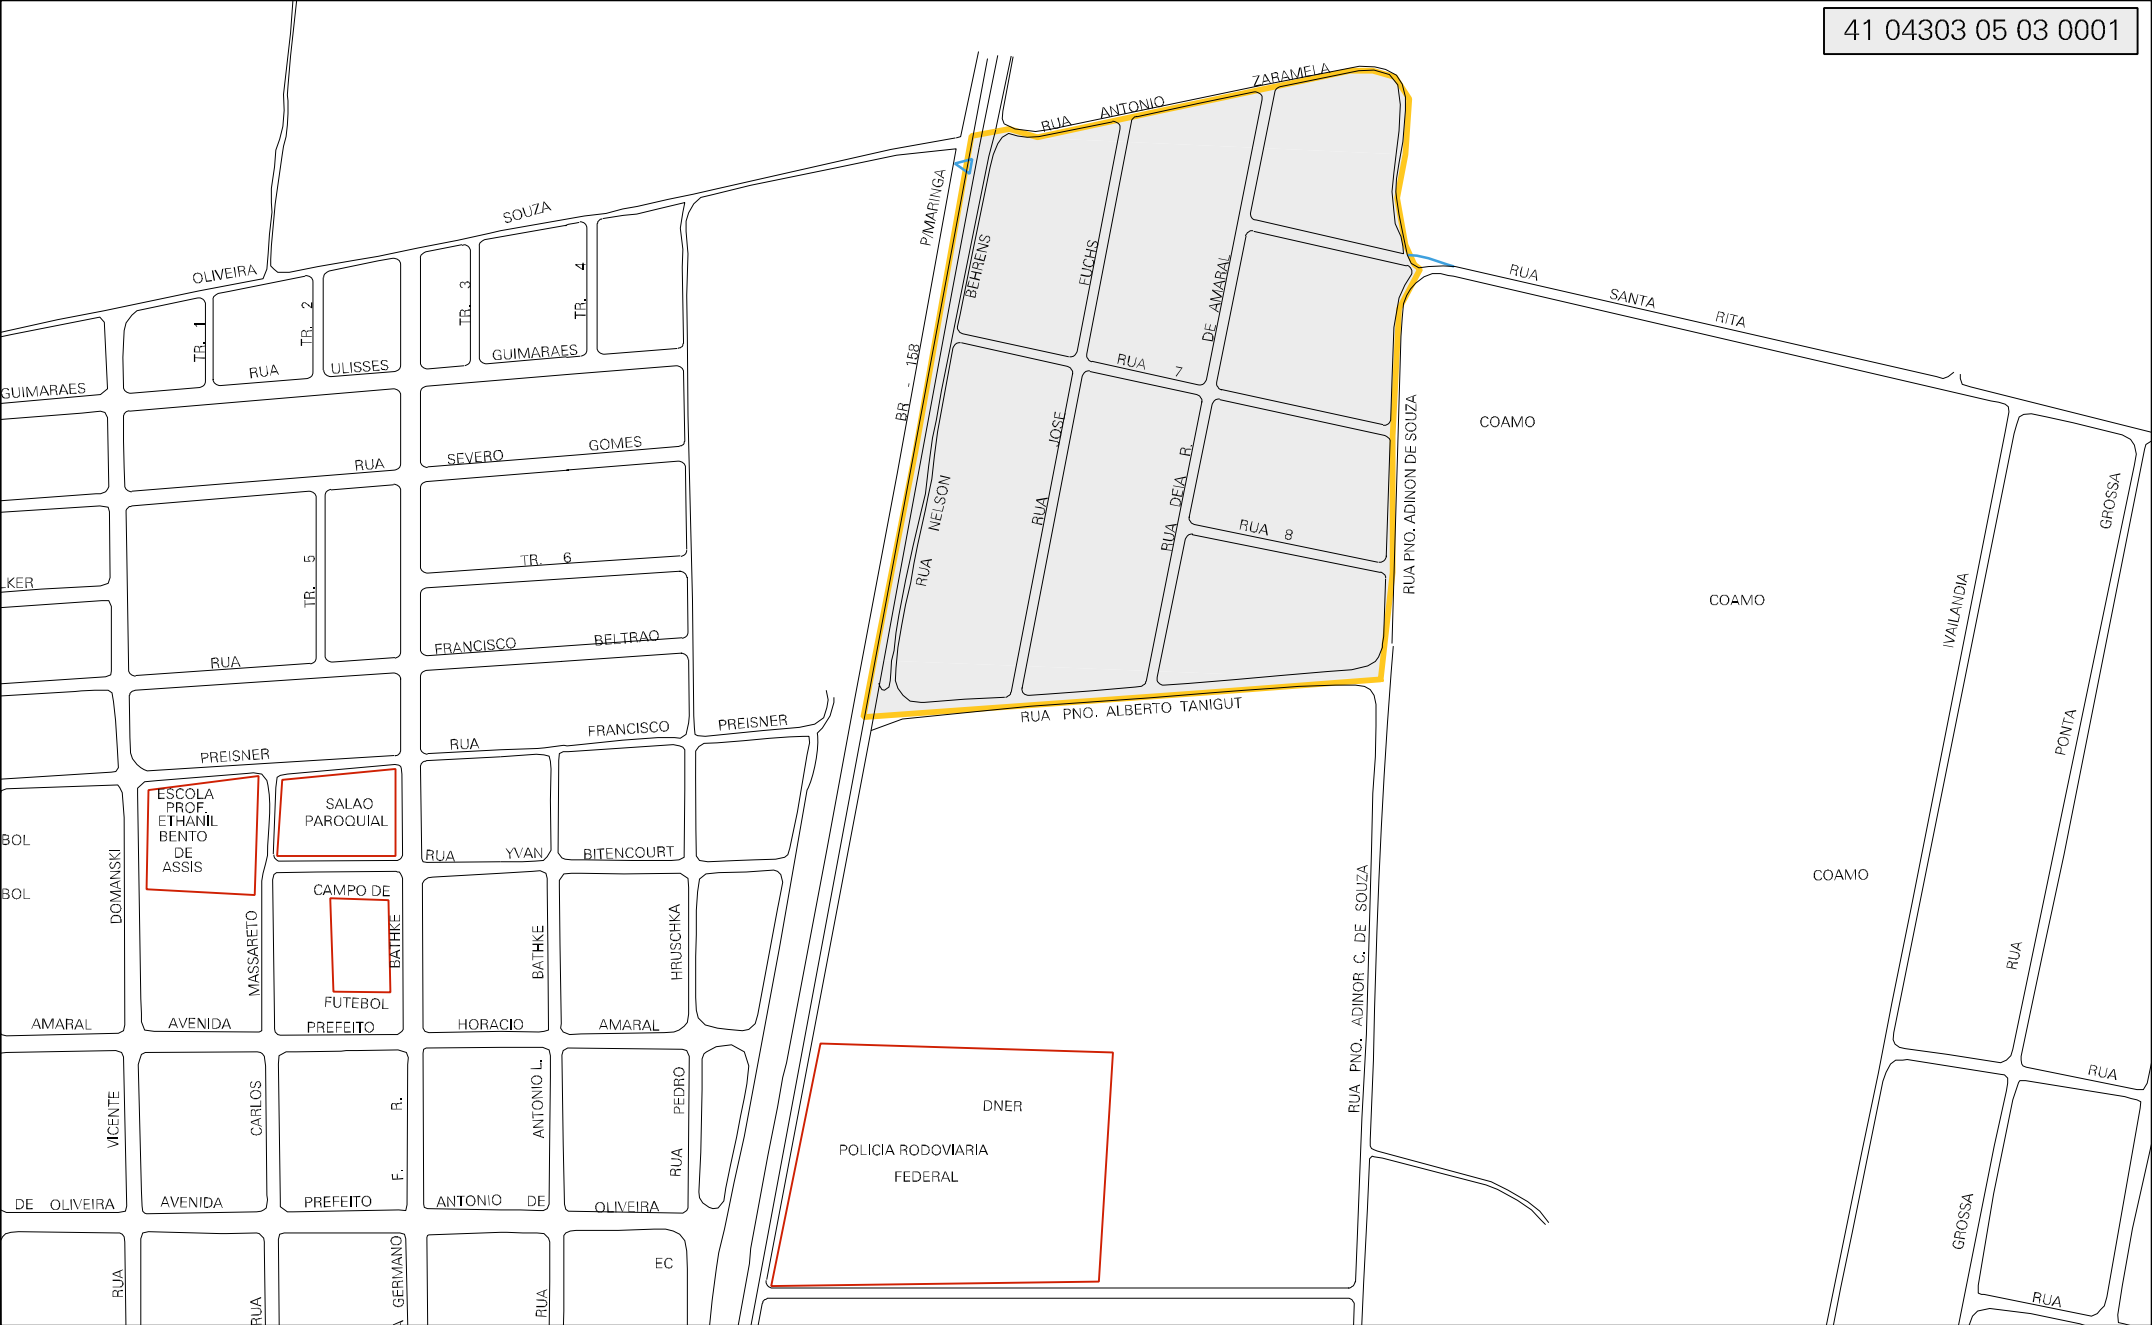 41 04303 05 03 0001
RUA ANTONIO ZARAMELA
P/MARINGA
BR - 158
SOUZA
OLIVEIRA
TR. 1
TR. 2
TR. 3
TR. 4
RUA ULISSES GUIMARAES
GUIMARAES
RUA SEVERO GOMES
TR. 5
TR. 6
LKER
RUA FRANCISCO BELTRAO
RUA FRANCISCO PREISNER
PREISNER
RUA NELSON BEHRENS
RUA JOSE FUCHS
RUA DEIA R. DE AMARAL
RUA 7
RUA 8
RUA PNO. ADINON DE SOUZA
RUA PNO. ALBERTO TANIGUT
RUA SANTA RITA
COAMO
COAMO
COAMO
IVAILANDIA
RUA PONTA GROSSA
GROSSA
RUA
RUA
ESCOLA
PROF.
ETHANIL
BENTO
DE
ASSIS
SALAO
PAROQUIAL
CAMPO DE
FUTEBOL
BOL
BOL
RUA YVAN BITENCOURT
PREISNER
RUA VICENTE DOMANSKI
RUA CARLOS MASSARETO
A GERMANO F. R. BATHKE
RUA ANTONIO L. BATHKE
RUA PEDRO HRUSCHKA
AMARAL
AVENIDA PREFEITO HORACIO AMARAL
DE OLIVEIRA
AVENIDA PREFEITO ANTONIO DE OLIVEIRA
EC
DNER
POLICIA RODOVIARIA
FEDERAL
RUA PNO. ADINOR C. DE SOUZA